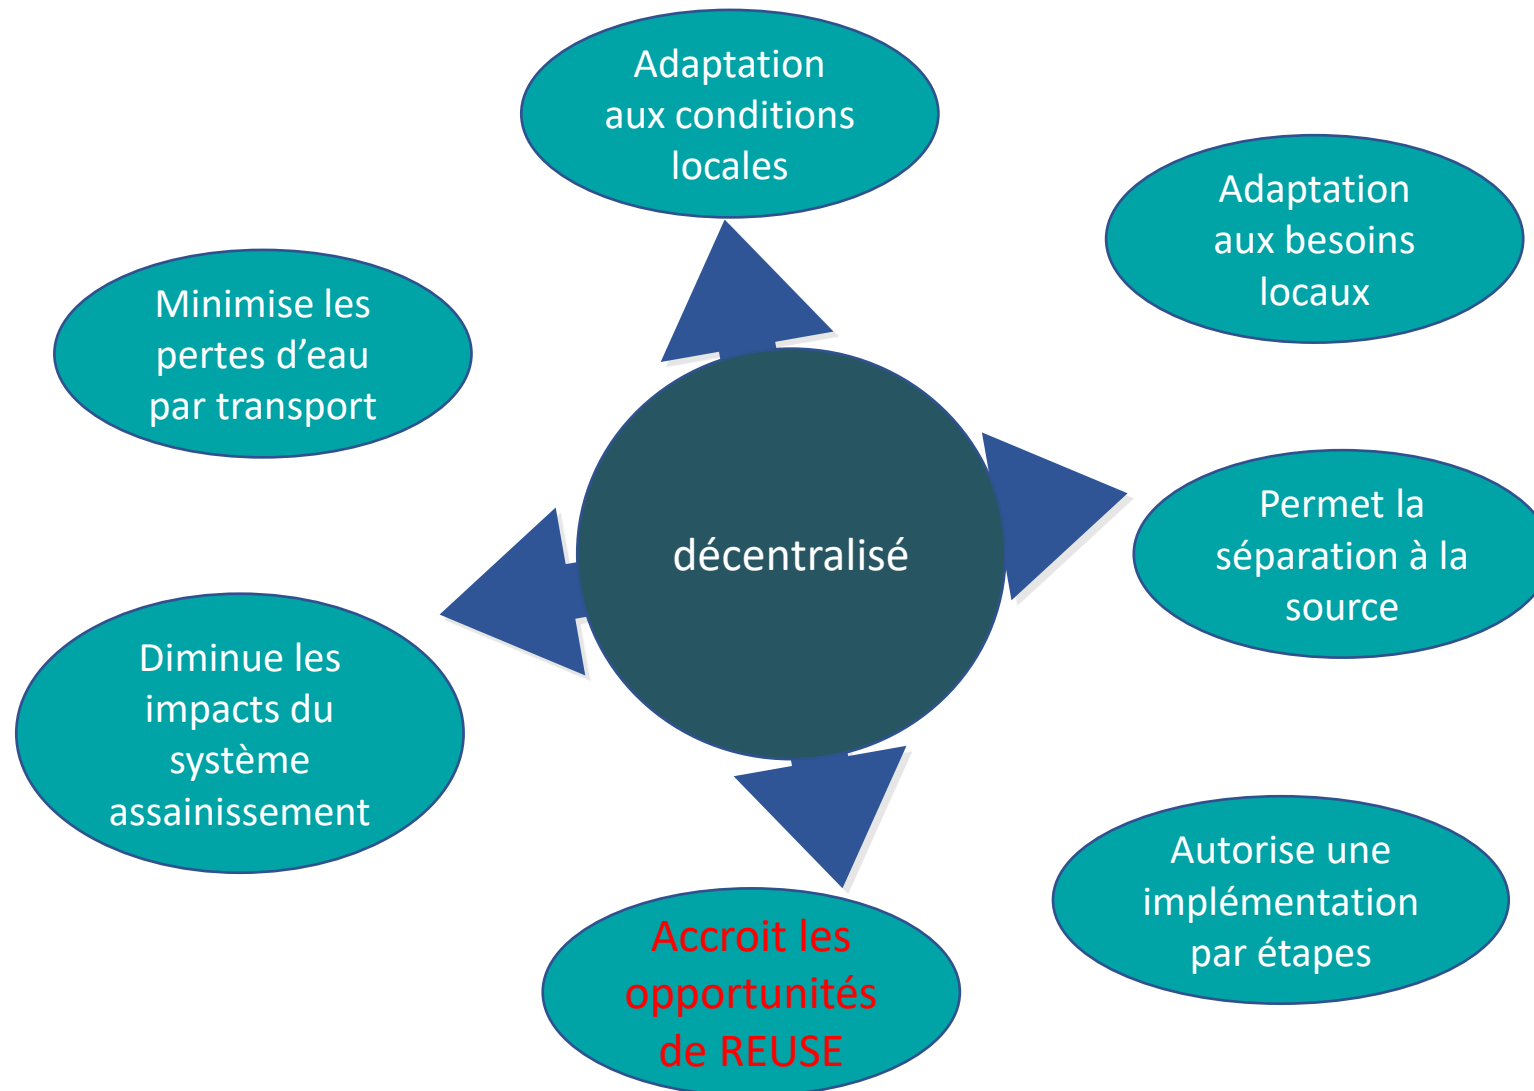 Adaptation
aux conditions
locales
Adaptation
aux besoins
locaux
Minimise les
pertes d’eau
par transport
Permet la
séparation à la
source
décentralisé
Diminue les
impacts du
système
assainissement
Autorise une
implémentation
par étapes
Accroit les
opportunités
de REUSE